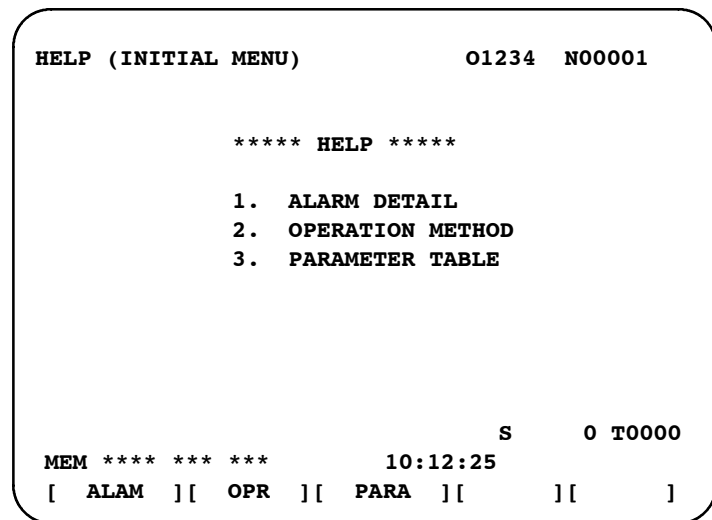 HELP (INITIAL MENU) O1234 N00001
***** HELP *****
1. ALARM DETAIL
2. OPERATION METHOD
3. PARAMETER TABLE
S 0 T0000
MEM **** *** *** 10:12:25
[ ALAM ][ OPR ][ PARA ][ ][ ]